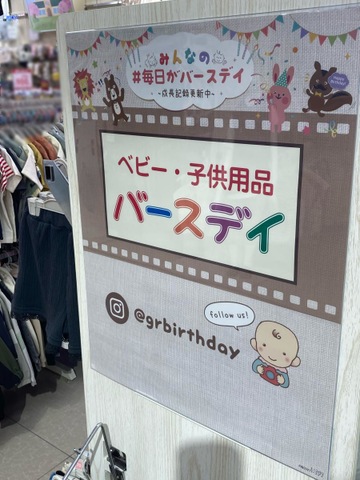 みんなの
#毎日がバースデイ
~成長記録更新中~
ベビー・子供用品
バースデイ
@grbirthday
follow us!